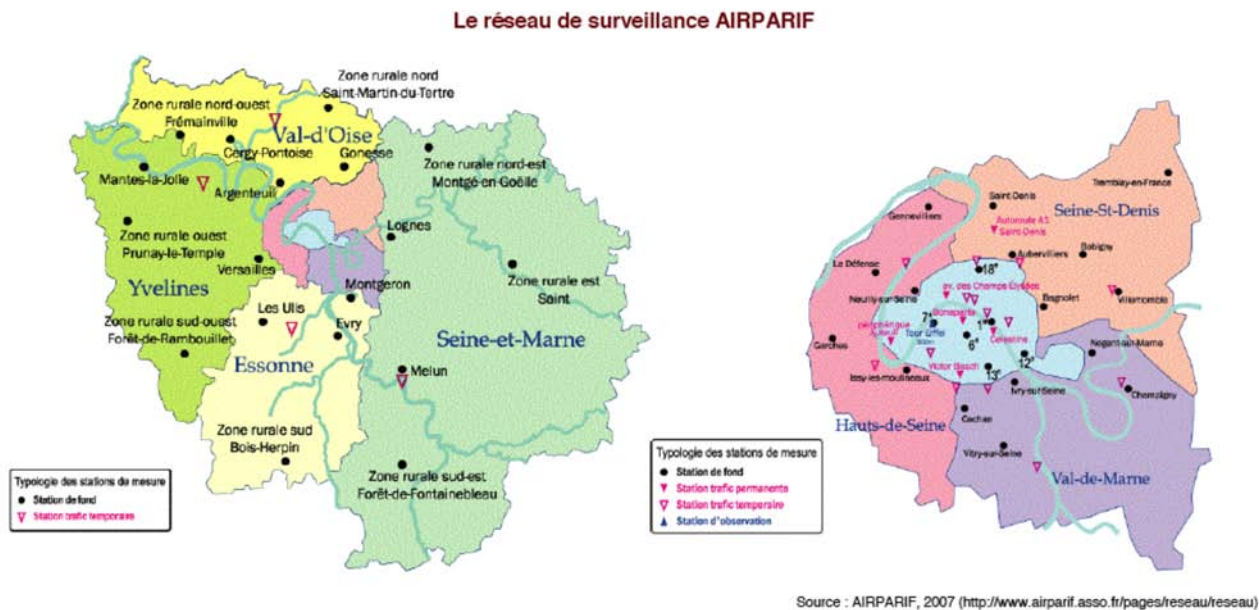 Le réseau de surveillance AIRPARIF
Zone rurale nord
Saint-Martin-du-Tertre
Zone rurale nord-ouest
Frémainville
Val-d'Oise
Cergy-Pontoise
Gonesse
Zone rurale nord-est
Montgé-en-Goëlle
Mantes-la-Jolie
Argenteuil
Lognes
Zone rurale ouest
Prunay-le-Temple
Versailles
Zone rurale est
Saint
Yvelines
Montgeron
Les Ulis
Evry
Zone rurale sud-ouest
Forêt-de-Rambouillet
Seine-et-Marne
Essonne
Melun
Zone rurale sud
Bois-Herpin
Zone rurale sud-est
Forêt-de-Fontainebleau
Typologie des stations de mesure
Station de fond
Station trafic temporaire
Tremblay-en-France
Saint-Denis
Gennevilliers
Seine-St-Denis
Autoroute A1
Saint-Denis
Bobigny
Aubervilliers
La Défense
18e
Neuilly-sur-Seine
av. des Champs Elysées
Villemomble
Bagnolet
7e
Bonaparte
1er
périphérique
Auteuil
Tour Eiffel
Célestins
Garches
6e
Nogent-sur-Marne
12e
Issy-les-moulineaux
Victor Basch
13e
Ivry-sur-Seine
Champigny
Cachan
Hauts-de-Seine
Vitry-sur-Seine
Val-de-Marne
Typologie des stations de mesure
Station de fond
Station trafic permanente
Station trafic temporaire
Station d'observation
Source : AIRPARIF, 2007 (http://www.airparif.asso.fr/pages/reseau/reseau)